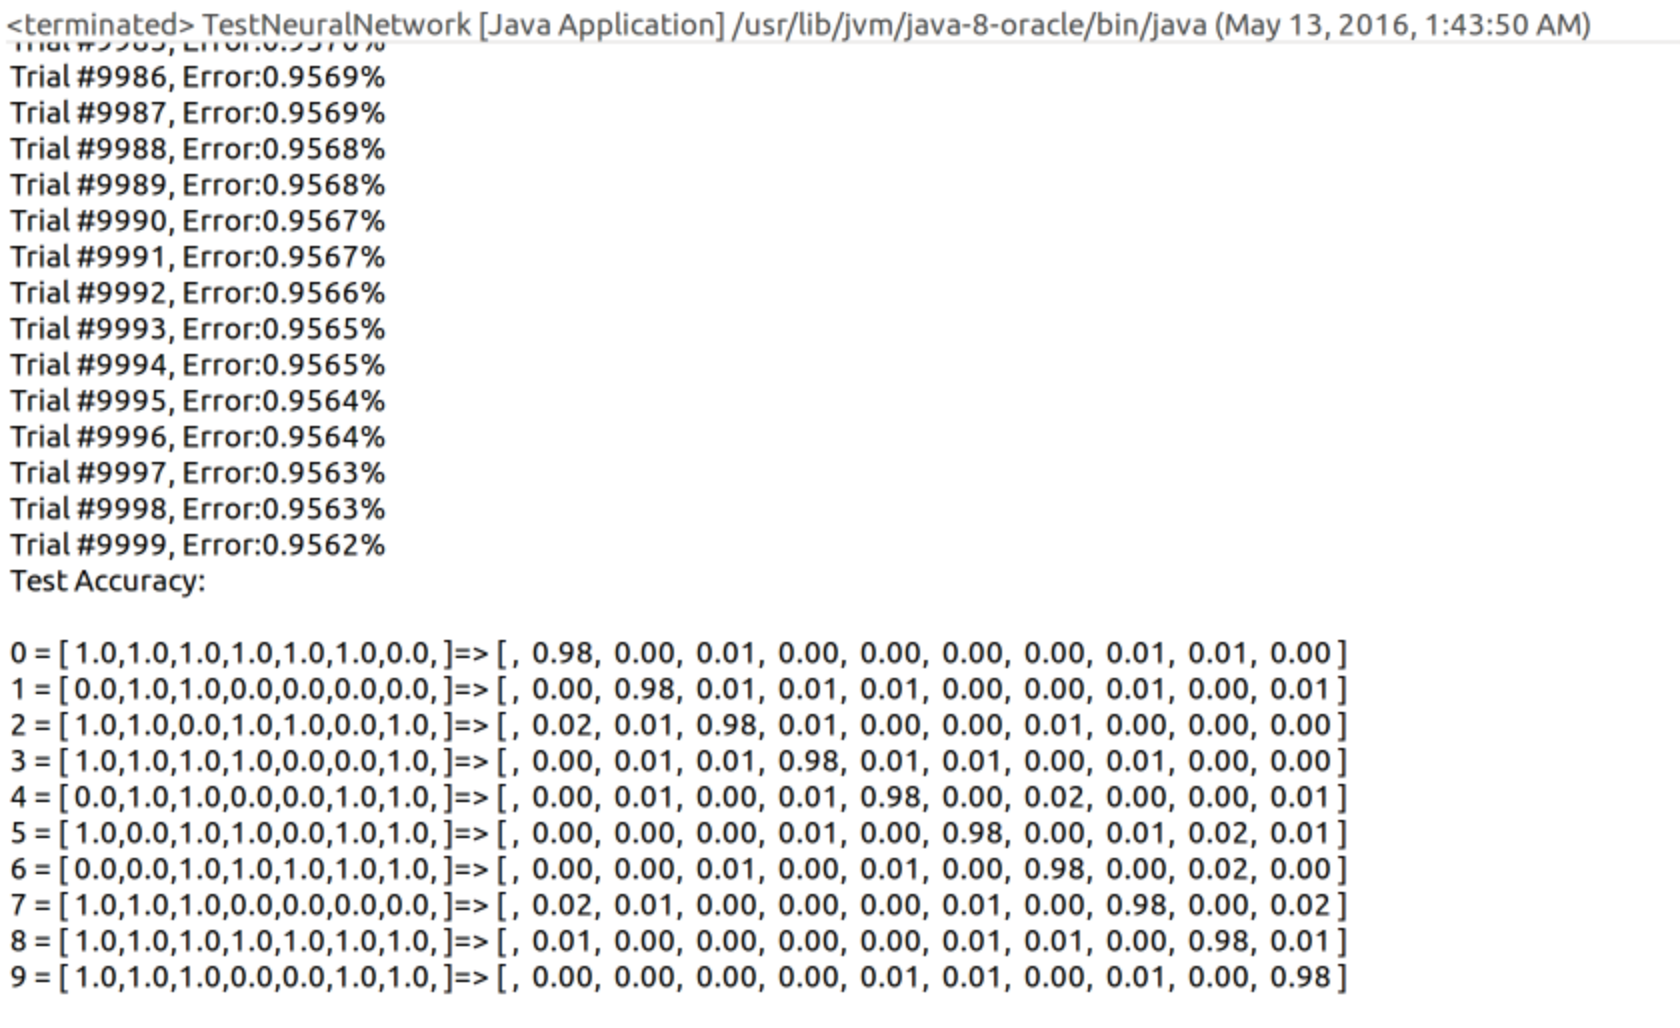 <terminated> TestNeuralNetwork [Java Application] /usr/lib/jvm/java-8-oracle/bin/java (May 13, 2016, 1:43:50 AM)
Trial #9985, Error:0.9570%
Trial #9986, Error:0.9569%
Trial #9987, Error:0.9569%
Trial #9988, Error:0.9568%
Trial #9989, Error:0.9568%
Trial #9990, Error:0.9567%
Trial #9991, Error:0.9567%
Trial #9992, Error:0.9566%
Trial #9993, Error:0.9565%
Trial #9994, Error:0.9565%
Trial #9995, Error:0.9564%
Trial #9996, Error:0.9564%
Trial #9997, Error:0.9563%
Trial #9998, Error:0.9563%
Trial #9999, Error:0.9562%
Test Accuracy:
0 = [ 1.0,1.0,1.0,1.0,1.0,1.0,0.0, ]=> [, 0.98, 0.00, 0.01, 0.00, 0.00, 0.00, 0.00, 0.01, 0.01, 0.00 ]
1 = [ 0.0,1.0,1.0,0.0,0.0,0.0,0.0, ]=> [, 0.00, 0.98, 0.01, 0.01, 0.01, 0.00, 0.00, 0.01, 0.00, 0.01 ]
2 = [ 1.0,1.0,0.0,1.0,1.0,0.0,1.0, ]=> [, 0.02, 0.01, 0.98, 0.01, 0.00, 0.00, 0.01, 0.00, 0.00, 0.00 ]
3 = [ 1.0,1.0,1.0,1.0,0.0,0.0,1.0, ]=> [, 0.00, 0.01, 0.01, 0.98, 0.01, 0.01, 0.00, 0.01, 0.00, 0.00 ]
4 = [ 0.0,1.0,1.0,0.0,0.0,1.0,1.0, ]=> [, 0.00, 0.01, 0.00, 0.01, 0.98, 0.00, 0.02, 0.00, 0.00, 0.01 ]
5 = [ 1.0,0.0,1.0,1.0,0.0,1.0,1.0, ]=> [, 0.00, 0.00, 0.00, 0.01, 0.00, 0.98, 0.00, 0.01, 0.02, 0.01 ]
6 = [ 0.0,0.0,1.0,1.0,1.0,1.0,1.0, ]=> [, 0.00, 0.00, 0.01, 0.00, 0.01, 0.00, 0.98, 0.00, 0.02, 0.00 ]
7 = [ 1.0,1.0,1.0,0.0,0.0,0.0,0.0, ]=> [, 0.02, 0.01, 0.00, 0.00, 0.00, 0.01, 0.00, 0.98, 0.00, 0.02 ]
8 = [ 1.0,1.0,1.0,1.0,1.0,1.0,1.0, ]=> [, 0.01, 0.00, 0.00, 0.00, 0.00, 0.01, 0.01, 0.00, 0.98, 0.01 ]
9 = [ 1.0,1.0,1.0,0.0,0.0,1.0,1.0, ]=> [, 0.00, 0.00, 0.00, 0.00, 0.01, 0.01, 0.00, 0.01, 0.00, 0.98 ]